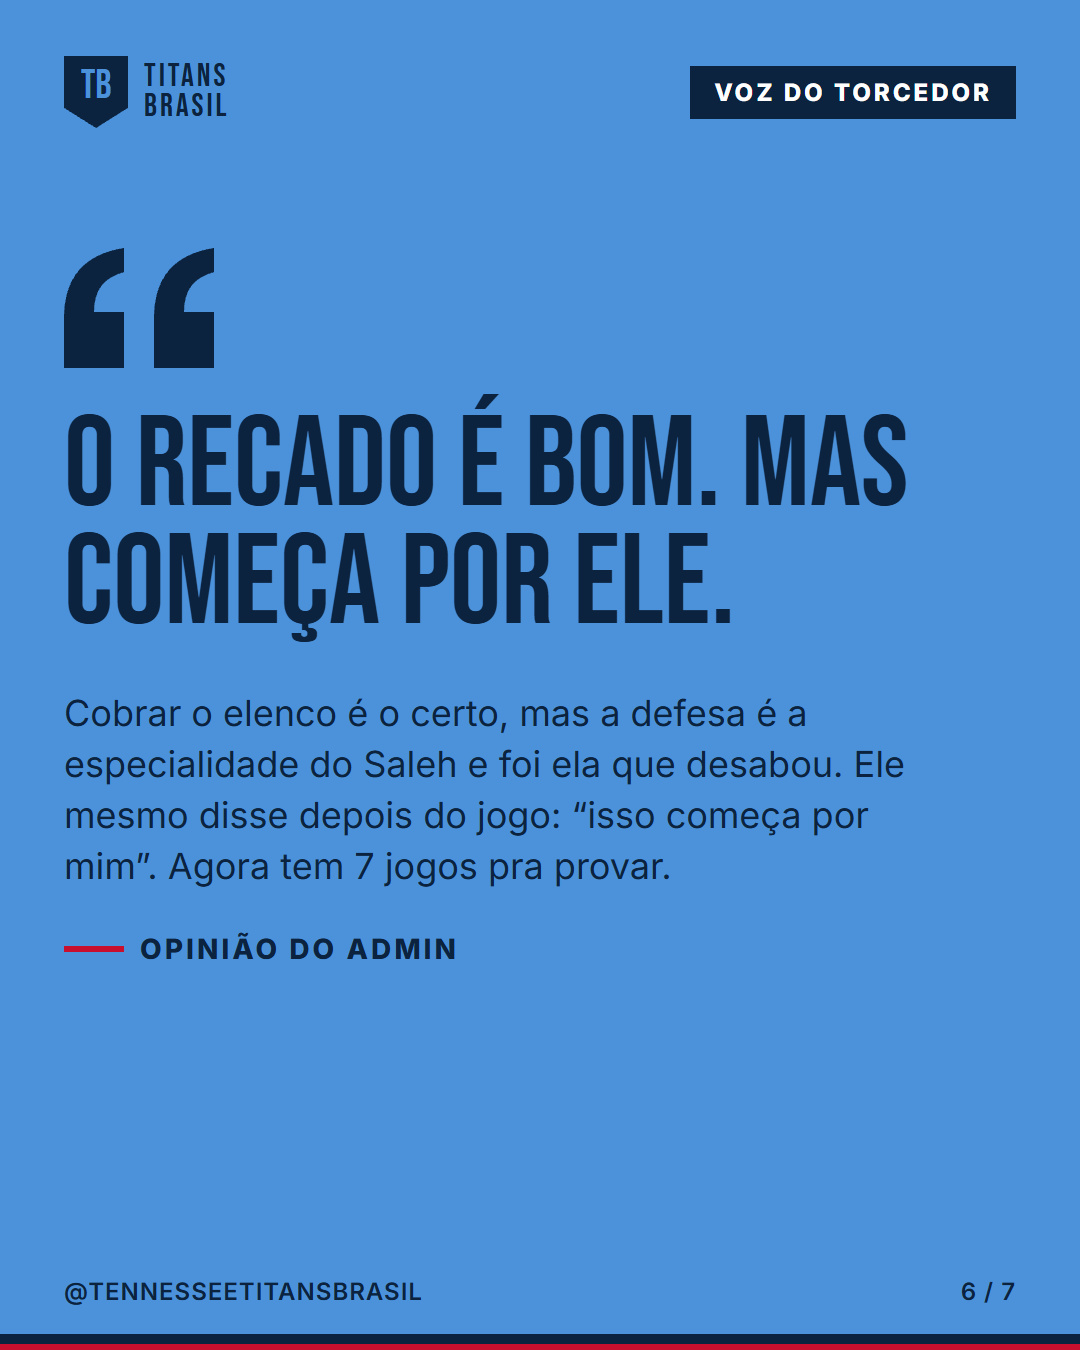 TB
TITANS
BRASIL
VOZ DO TORCEDOR
“
O RECADO É BOM. MAS
COMEÇA POR ELE.
Cobrar o elenco é o certo, mas a defesa é a
especialidade do Saleh e foi ela que desabou. Ele
mesmo disse depois do jogo: “isso começa por
mim”. Agora tem 7 jogos pra provar.
OPINIÃO DO ADMIN
@TENNESSEETITANSBRASIL
6 / 7